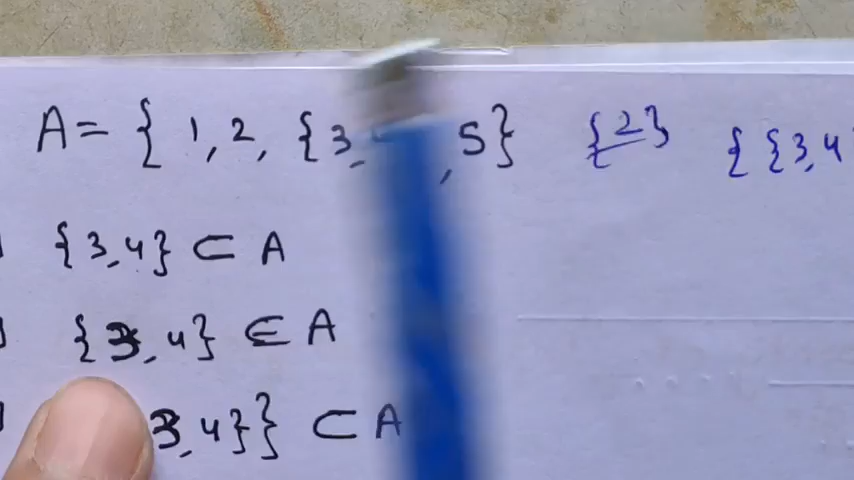 A = { 1, 2, {3, , 5} {2} {{3,4
{3,4} ⊂ A
{3,4} ∈ A
3,4}} ⊂ A